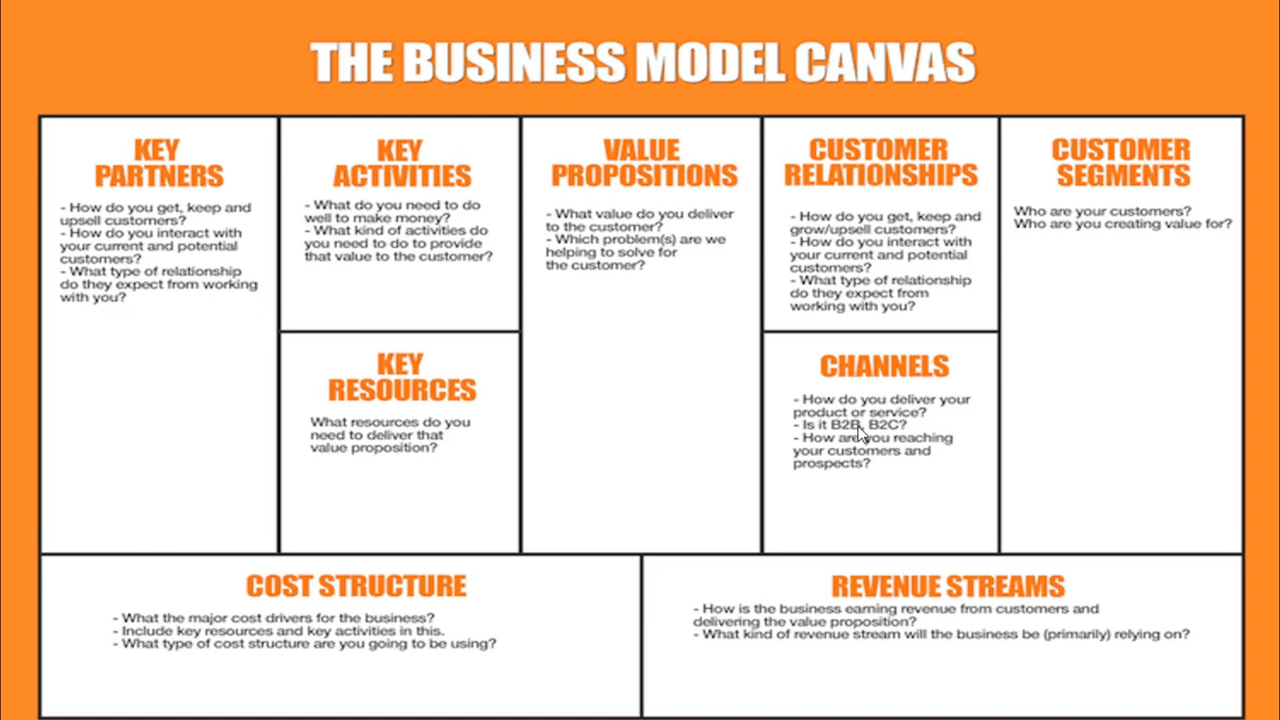 THE BUSINESS MODEL CANVAS
KEY
PARTNERS
- How do you get, keep and
upsell customers?
- How do you interact with
your current and potential
customers?
- What type of relationship
do they expect from working
with you?
KEY
ACTIVITIES
- What do you need to do
well to make money?
- What kind of activities do
you need to do to provide
that value to the customer?
KEY
RESOURCES
What resources do you
need to deliver that
value proposition?
VALUE
PROPOSITIONS
- What value do you deliver
to the customer?
- Which problem(s) are we
helping to solve for
the customer?
CUSTOMER
RELATIONSHIPS
- How do you get, keep and
grow/upsell customers?
- How do you interact with
your current and potential
customers?
- What type of relationship
do they expect from
working with you?
CHANNELS
- How do you deliver your
product or service?
- Is it B2B, B2C?
- How are you reaching
your customers and
prospects?
CUSTOMER
SEGMENTS
Who are your customers?
Who are you creating value for?
COST STRUCTURE
- What the major cost drivers for the business?
- Include key resources and key activities in this.
- What type of cost structure are you going to be using?
REVENUE STREAMS
- How is the business earning revenue from customers and
delivering the value proposition?
- What kind of revenue stream will the business be (primarily) relying on?